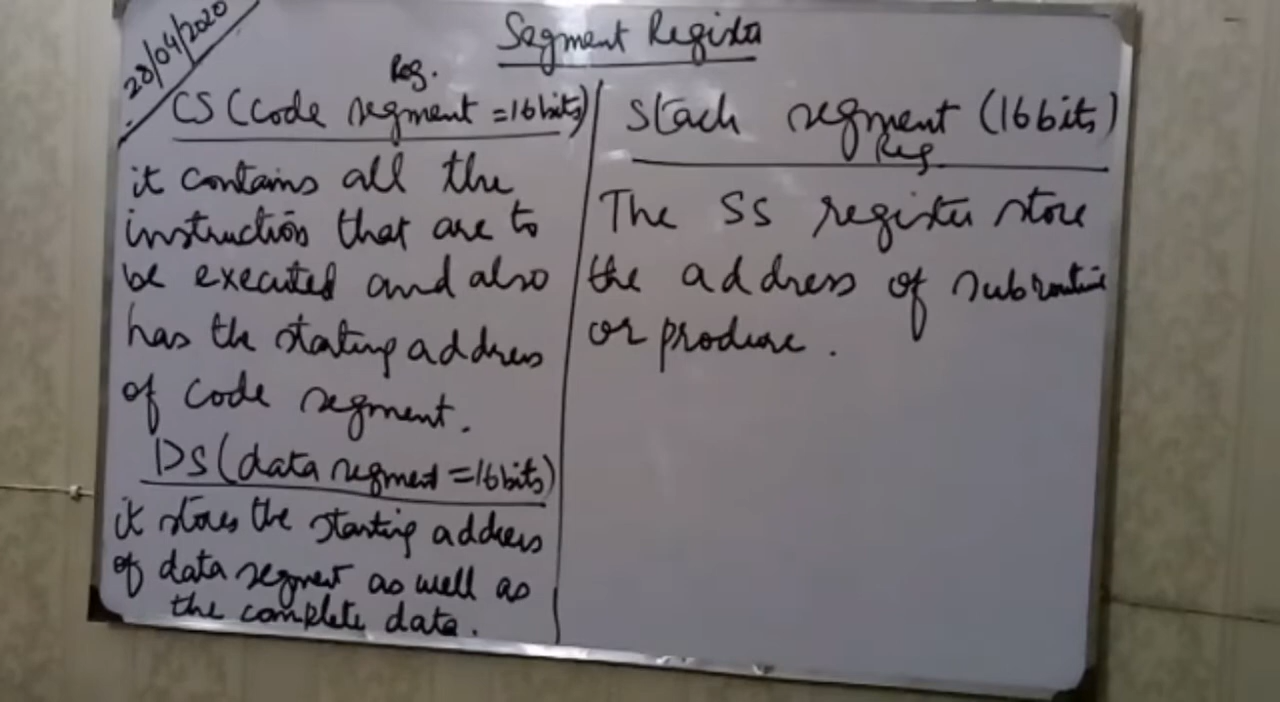 28/04/2020
Segment Register
Reg.
CS (Code segment = 16 bits)
it contains all the
instruction that are to
be executed and also
has the starting address
of code segment.
DS (data segment = 16 bits)
it stores the starting address
of data segment as well as
the complete data.
Stack segment (16 bits)
Reg.
The SS register store
the address of subroutine
or produre.